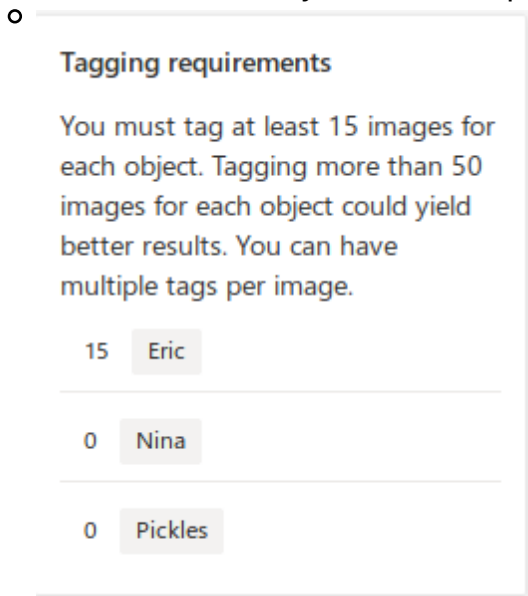 Tagging requirements
You must tag at least 15 images for
each object. Tagging more than 50
images for each object could yield
better results. You can have
multiple tags per image.
15 Eric
0 Nina
0 Pickles